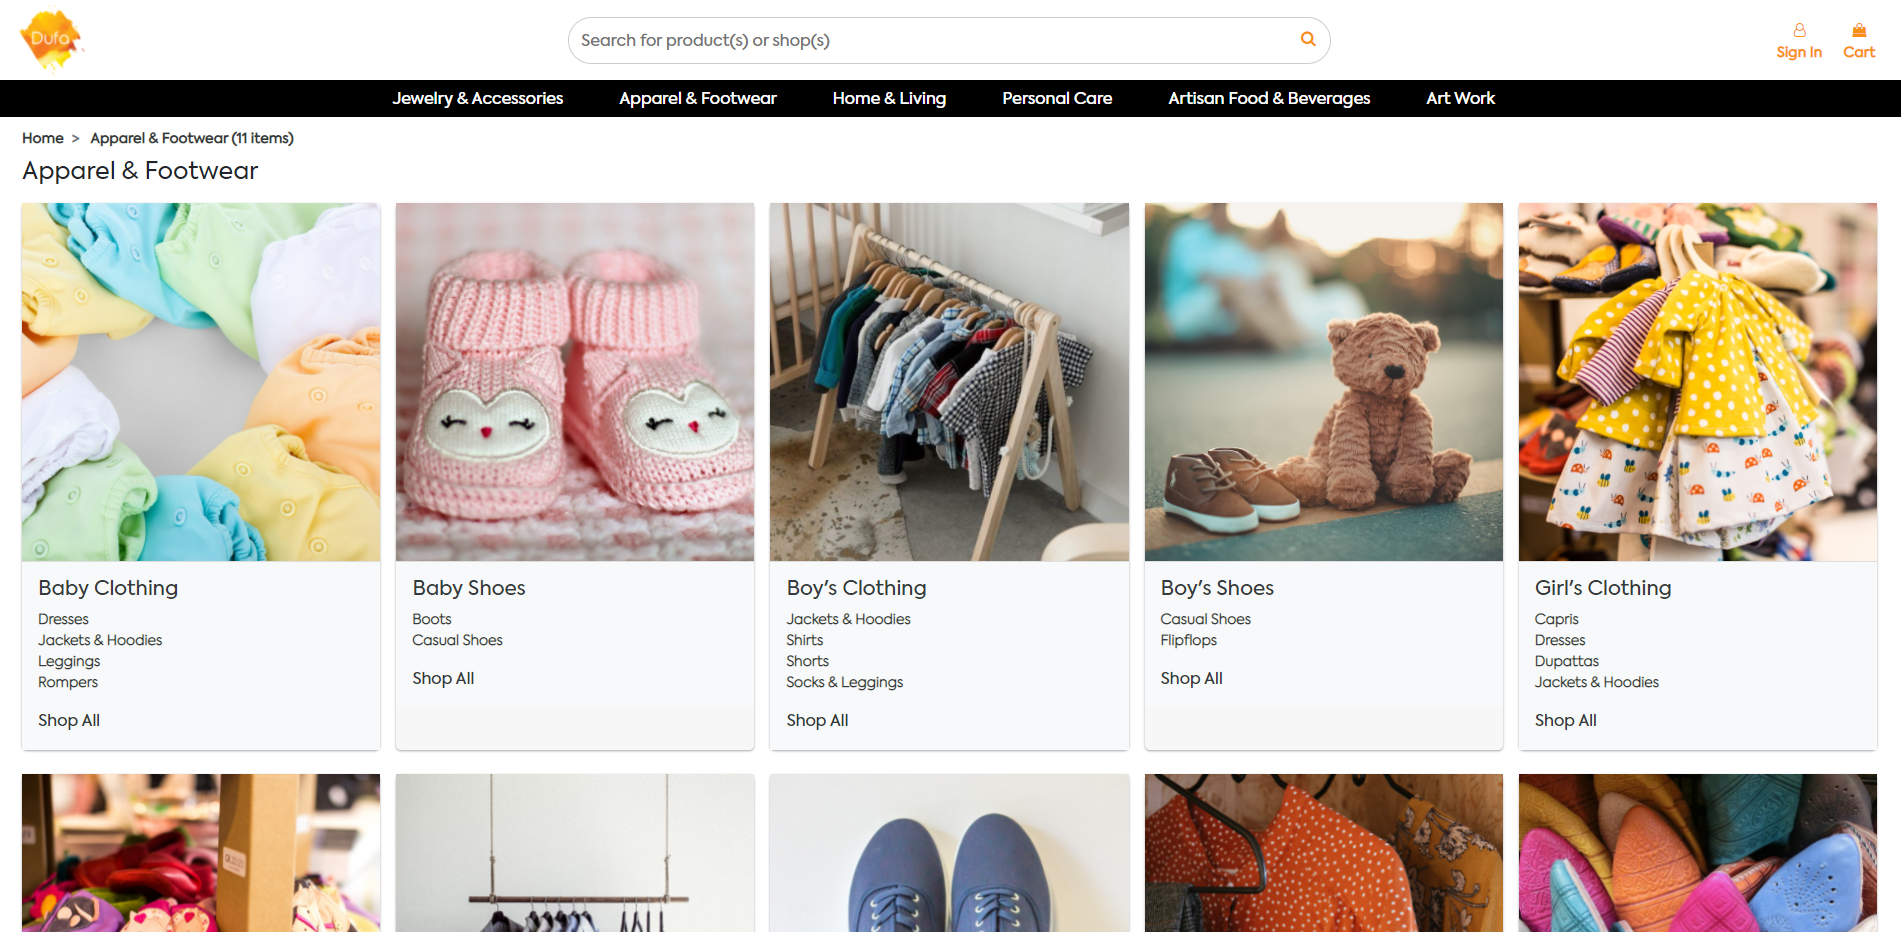 Dufa
Search for product(s) or shop(s)
Sign In
Cart
Jewelry & Accessories
Apparel & Footwear
Home & Living
Personal Care
Artisan Food & Beverages
Art Work
Home > Apparel & Footwear (11 items)
Apparel & Footwear
Baby Clothing
Dresses
Jackets & Hoodies
Leggings
Rompers
Shop All
Baby Shoes
Boots
Casual Shoes
Shop All
Boy's Clothing
Jackets & Hoodies
Shirts
Shorts
Socks & Leggings
Shop All
Boy's Shoes
Casual Shoes
Flipflops
Shop All
Girl's Clothing
Capris
Dresses
Dupattas
Jackets & Hoodies
Shop All